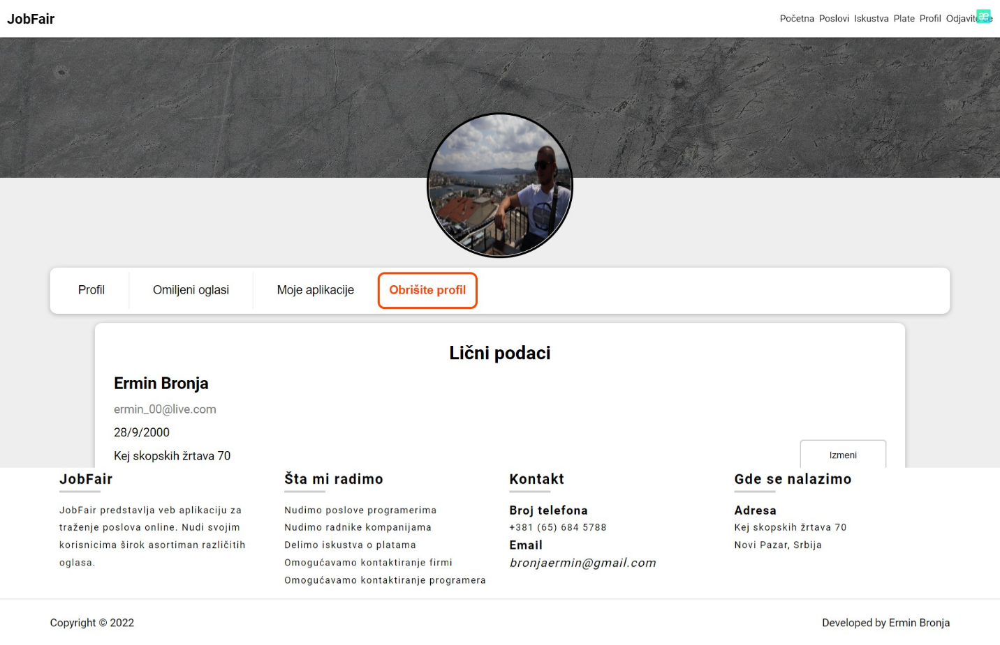 JobFair
Početna Poslovi Iskustva Plate Profil Odjavite se
æ
Profil
Omiljeni oglasi
Moje aplikacije
Obrišite profil
Lični podaci
Ermin Bronja
ermin_00@live.com
28/9/2000
Kej skopskih žrtava 70
Izmeni
JobFair
JobFair predstavlja veb aplikaciju za
traženje poslova online. Nudi svojim
korisnicima širok asortiman različitih
oglasa.
Šta mi radimo
Nudimo poslove programerima
Nudimo radnike kompanijama
Delimo iskustva o platama
Omogućavamo kontaktiranje firmi
Omogućavamo kontaktiranje programera
Kontakt
Broj telefona
+381 (65) 684 5788
Email
bronjaermin@gmail.com
Gde se nalazimo
Adresa
Kej skopskih žrtava 70
Novi Pazar, Srbija
Copyright © 2022
Developed by Ermin Bronja